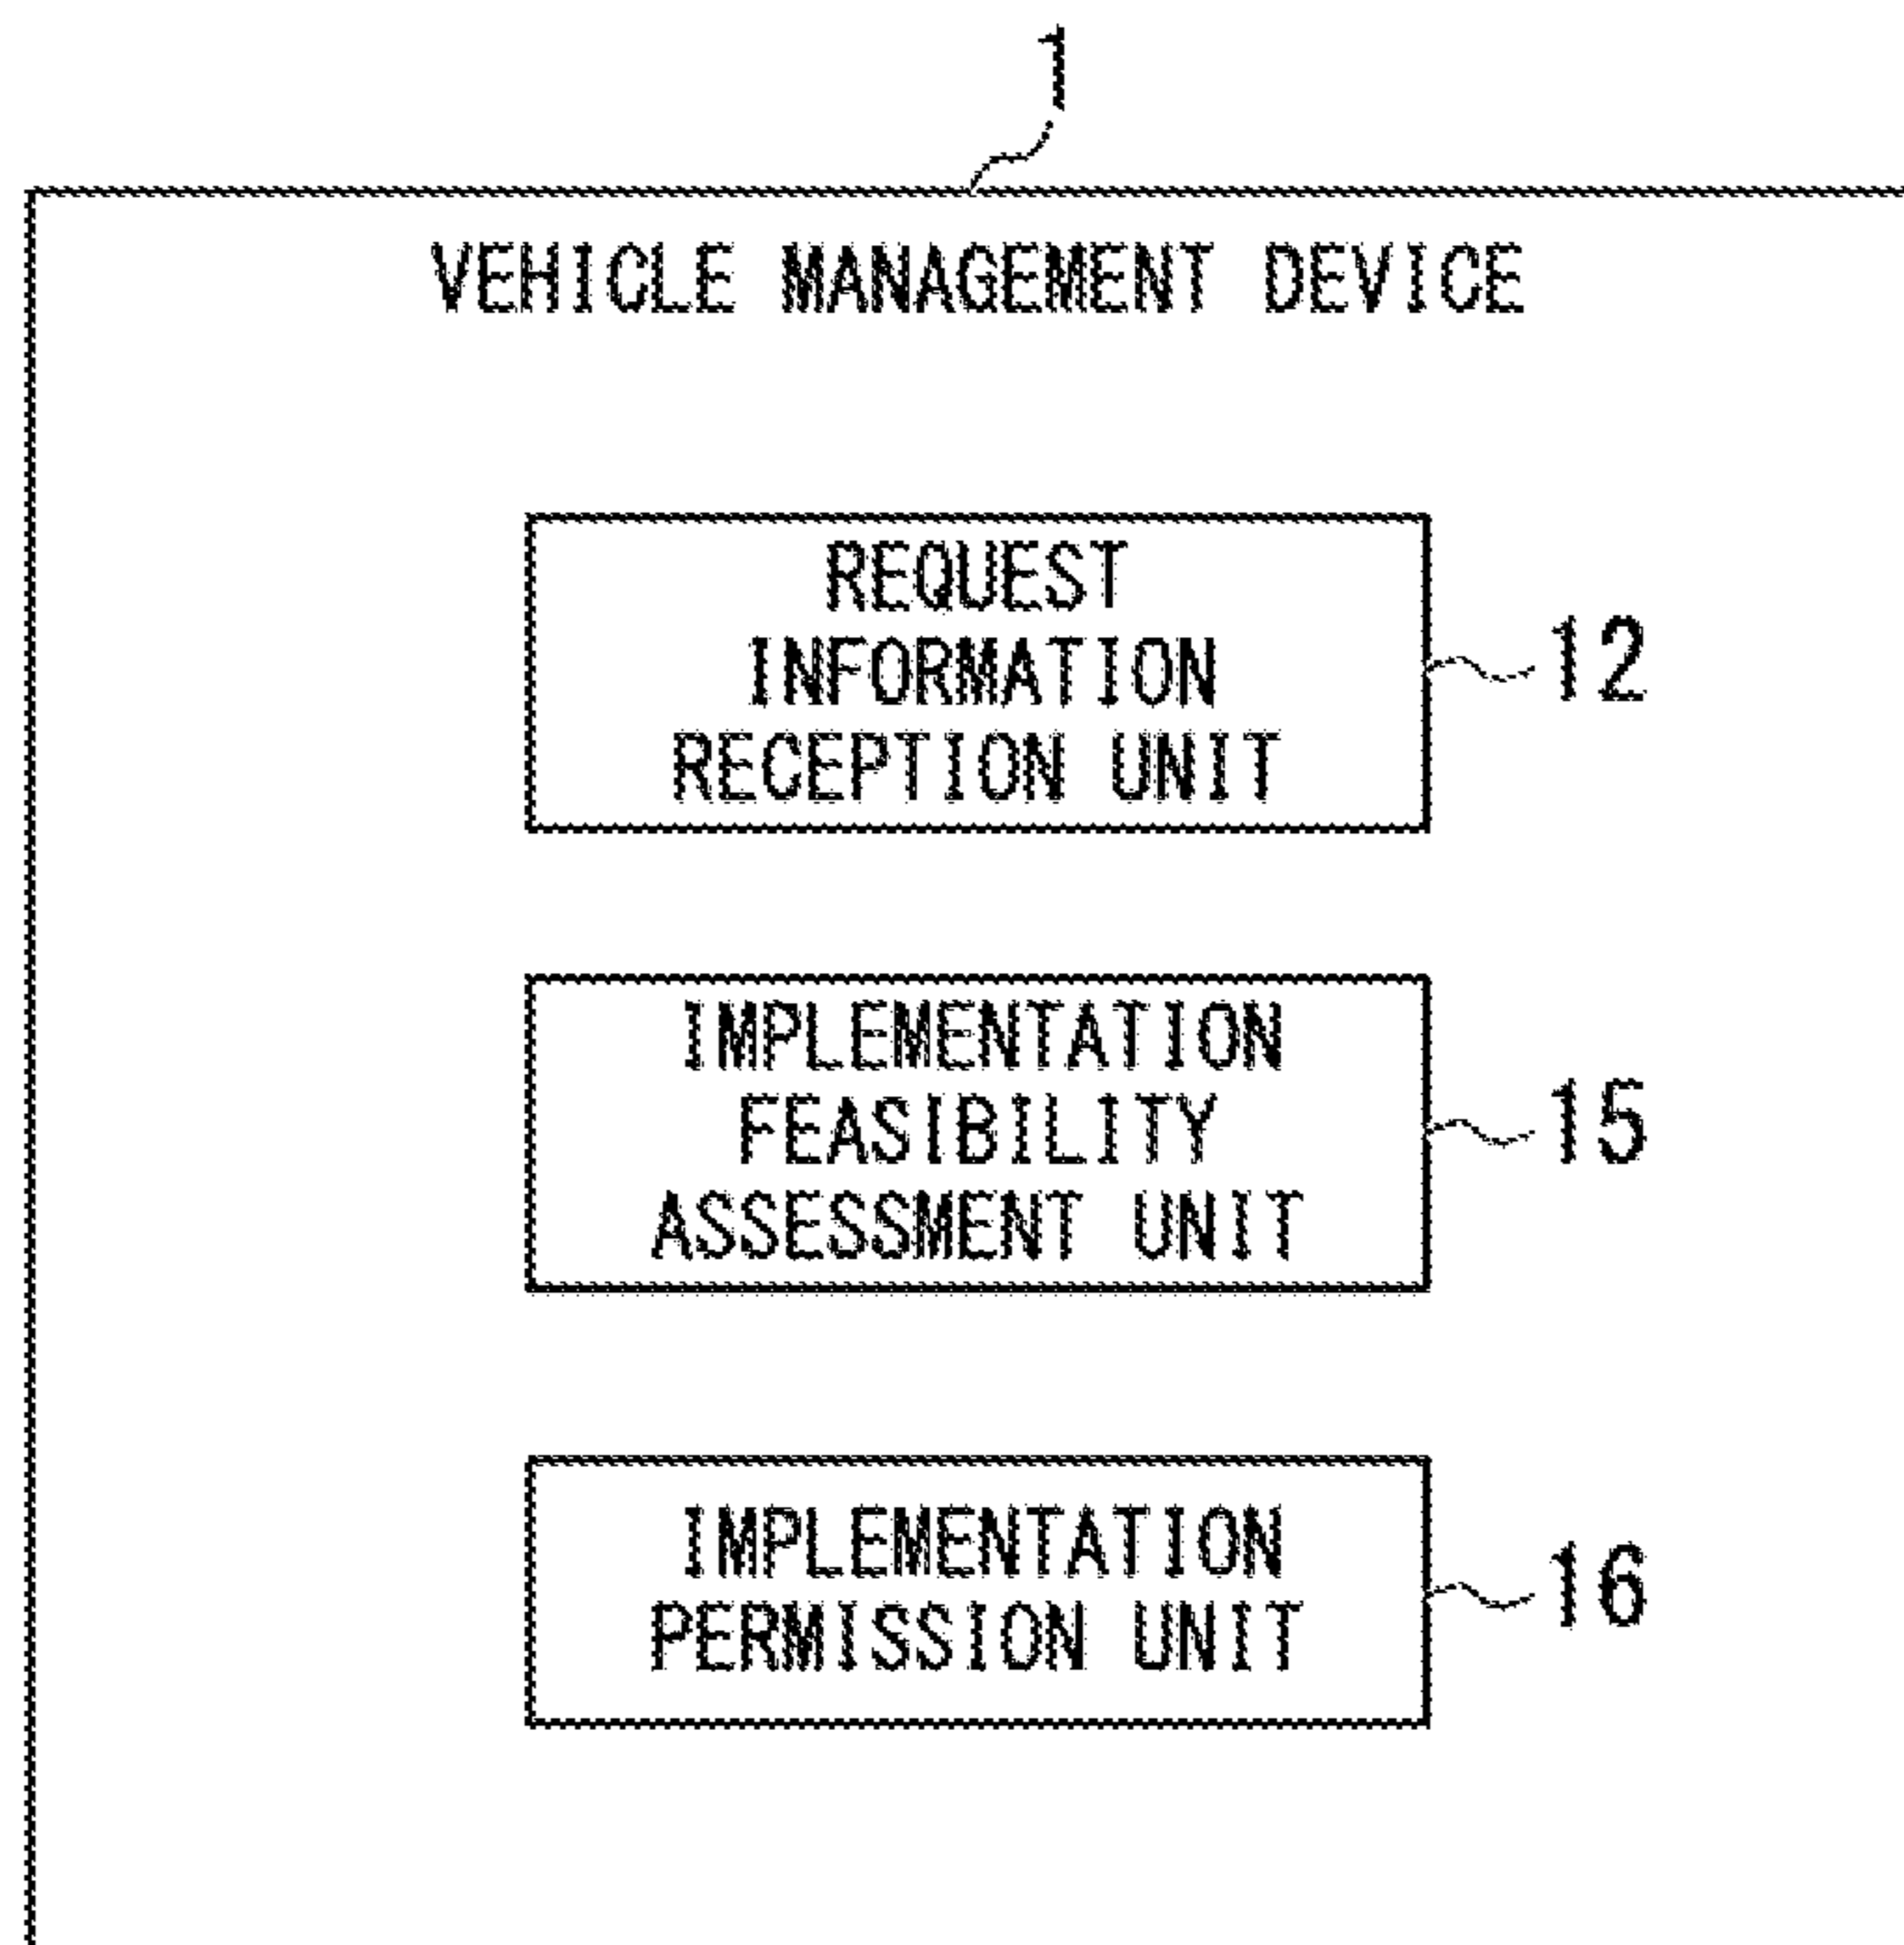 1
VEHICLE MANAGEMENT DEVICE
REQUEST
INFORMATION
RECEPTION UNIT
12
IMPLEMENTATION
FEASIBILITY
ASSESSMENT UNIT
15
IMPLEMENTATION
PERMISSION UNIT
16